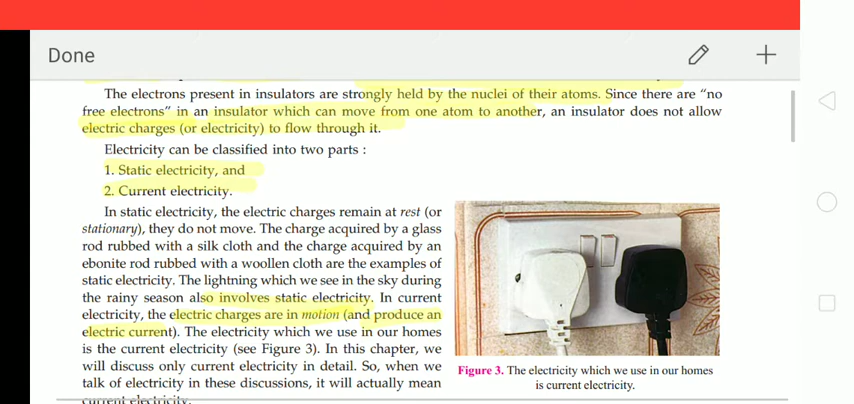 Done
The electrons present in insulators are strongly held by the nuclei of their atoms. Since there are “no
free electrons” in an insulator which can move from one atom to another, an insulator does not allow
electric charges (or electricity) to flow through it.
Electricity can be classified into two parts :
1. Static electricity, and
2. Current electricity.
In static electricity, the electric charges remain at rest (or
stationary), they do not move. The charge acquired by a glass
rod rubbed with a silk cloth and the charge acquired by an
ebonite rod rubbed with a woollen cloth are the examples of
static electricity. The lightning which we see in the sky during
the rainy season also involves static electricity. In current
electricity, the electric charges are in motion (and produce an
electric current). The electricity which we use in our homes
is the current electricity (see Figure 3). In this chapter, we
will discuss only current electricity in detail. So, when we
talk of electricity in these discussions, it will actually mean
current electricity.
Figure 3. The electricity which we use in our homes
is current electricity.